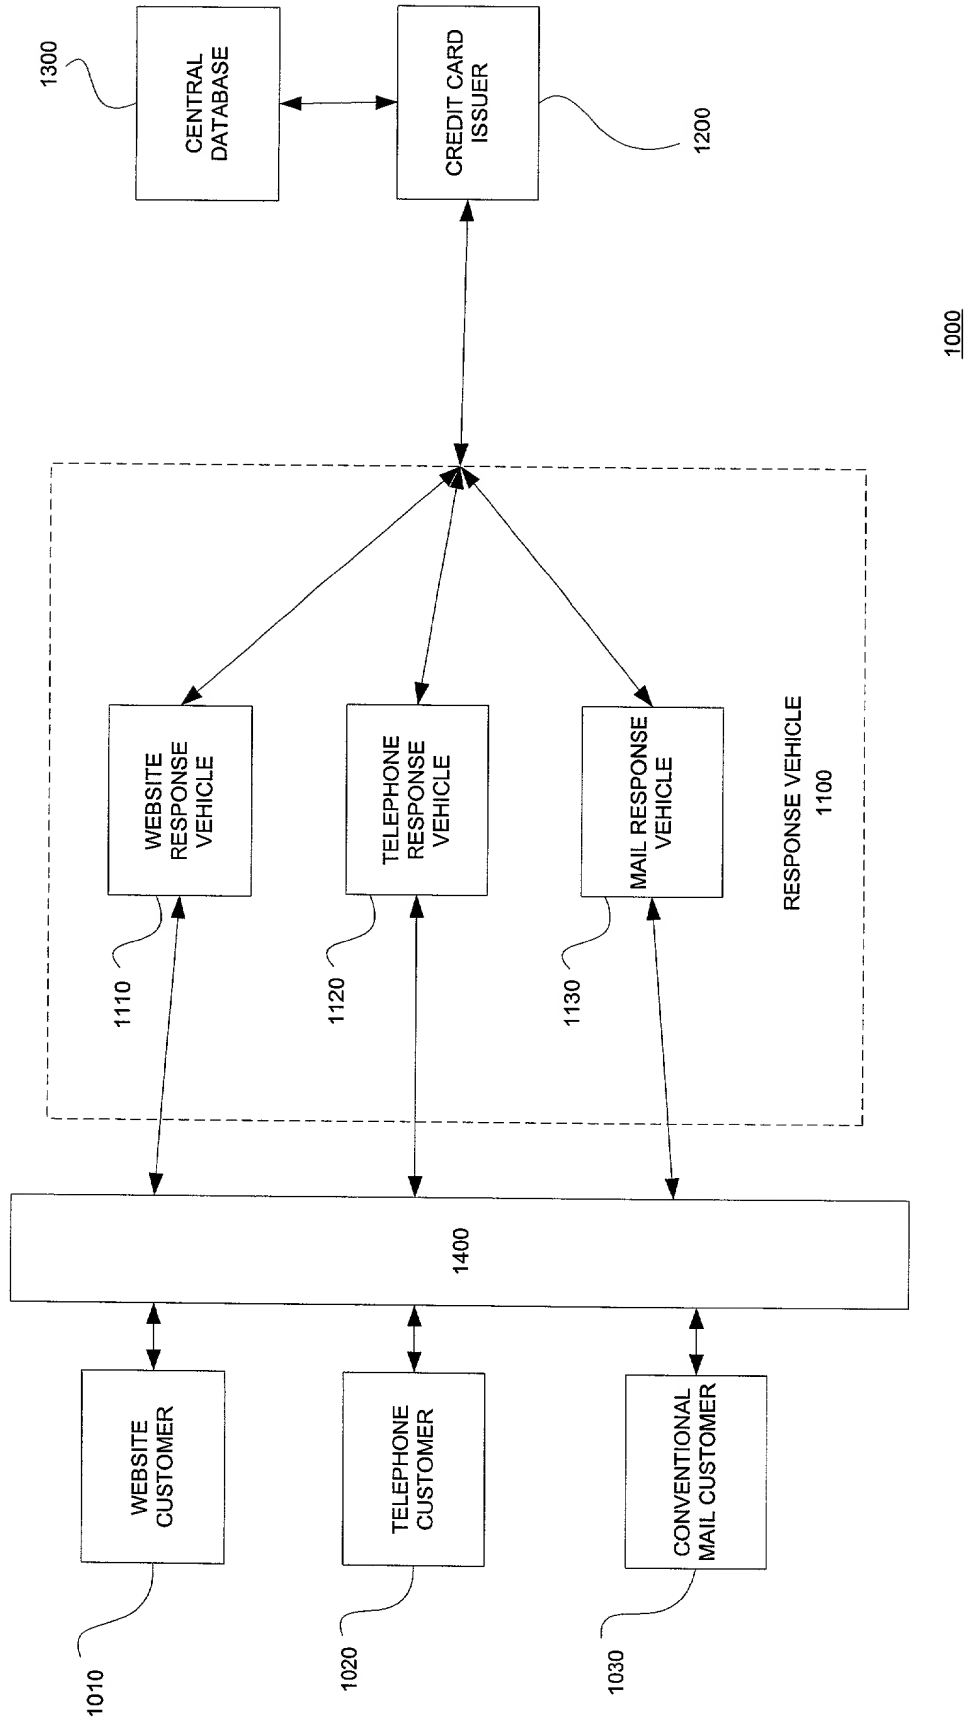 1300
CENTRAL
DATABASE
CREDIT CARD
ISSUER
1200
1000
WEBSITE
RESPONSE
VEHICLE
1110
TELEPHONE
RESPONSE
VEHICLE
1120
MAIL RESPONSE
VEHICLE
1130
RESPONSE VEHICLE
1100
1400
WEBSITE
CUSTOMER
1010
TELEPHONE
CUSTOMER
1020
CONVENTIONAL
MAIL CUSTOMER
1030